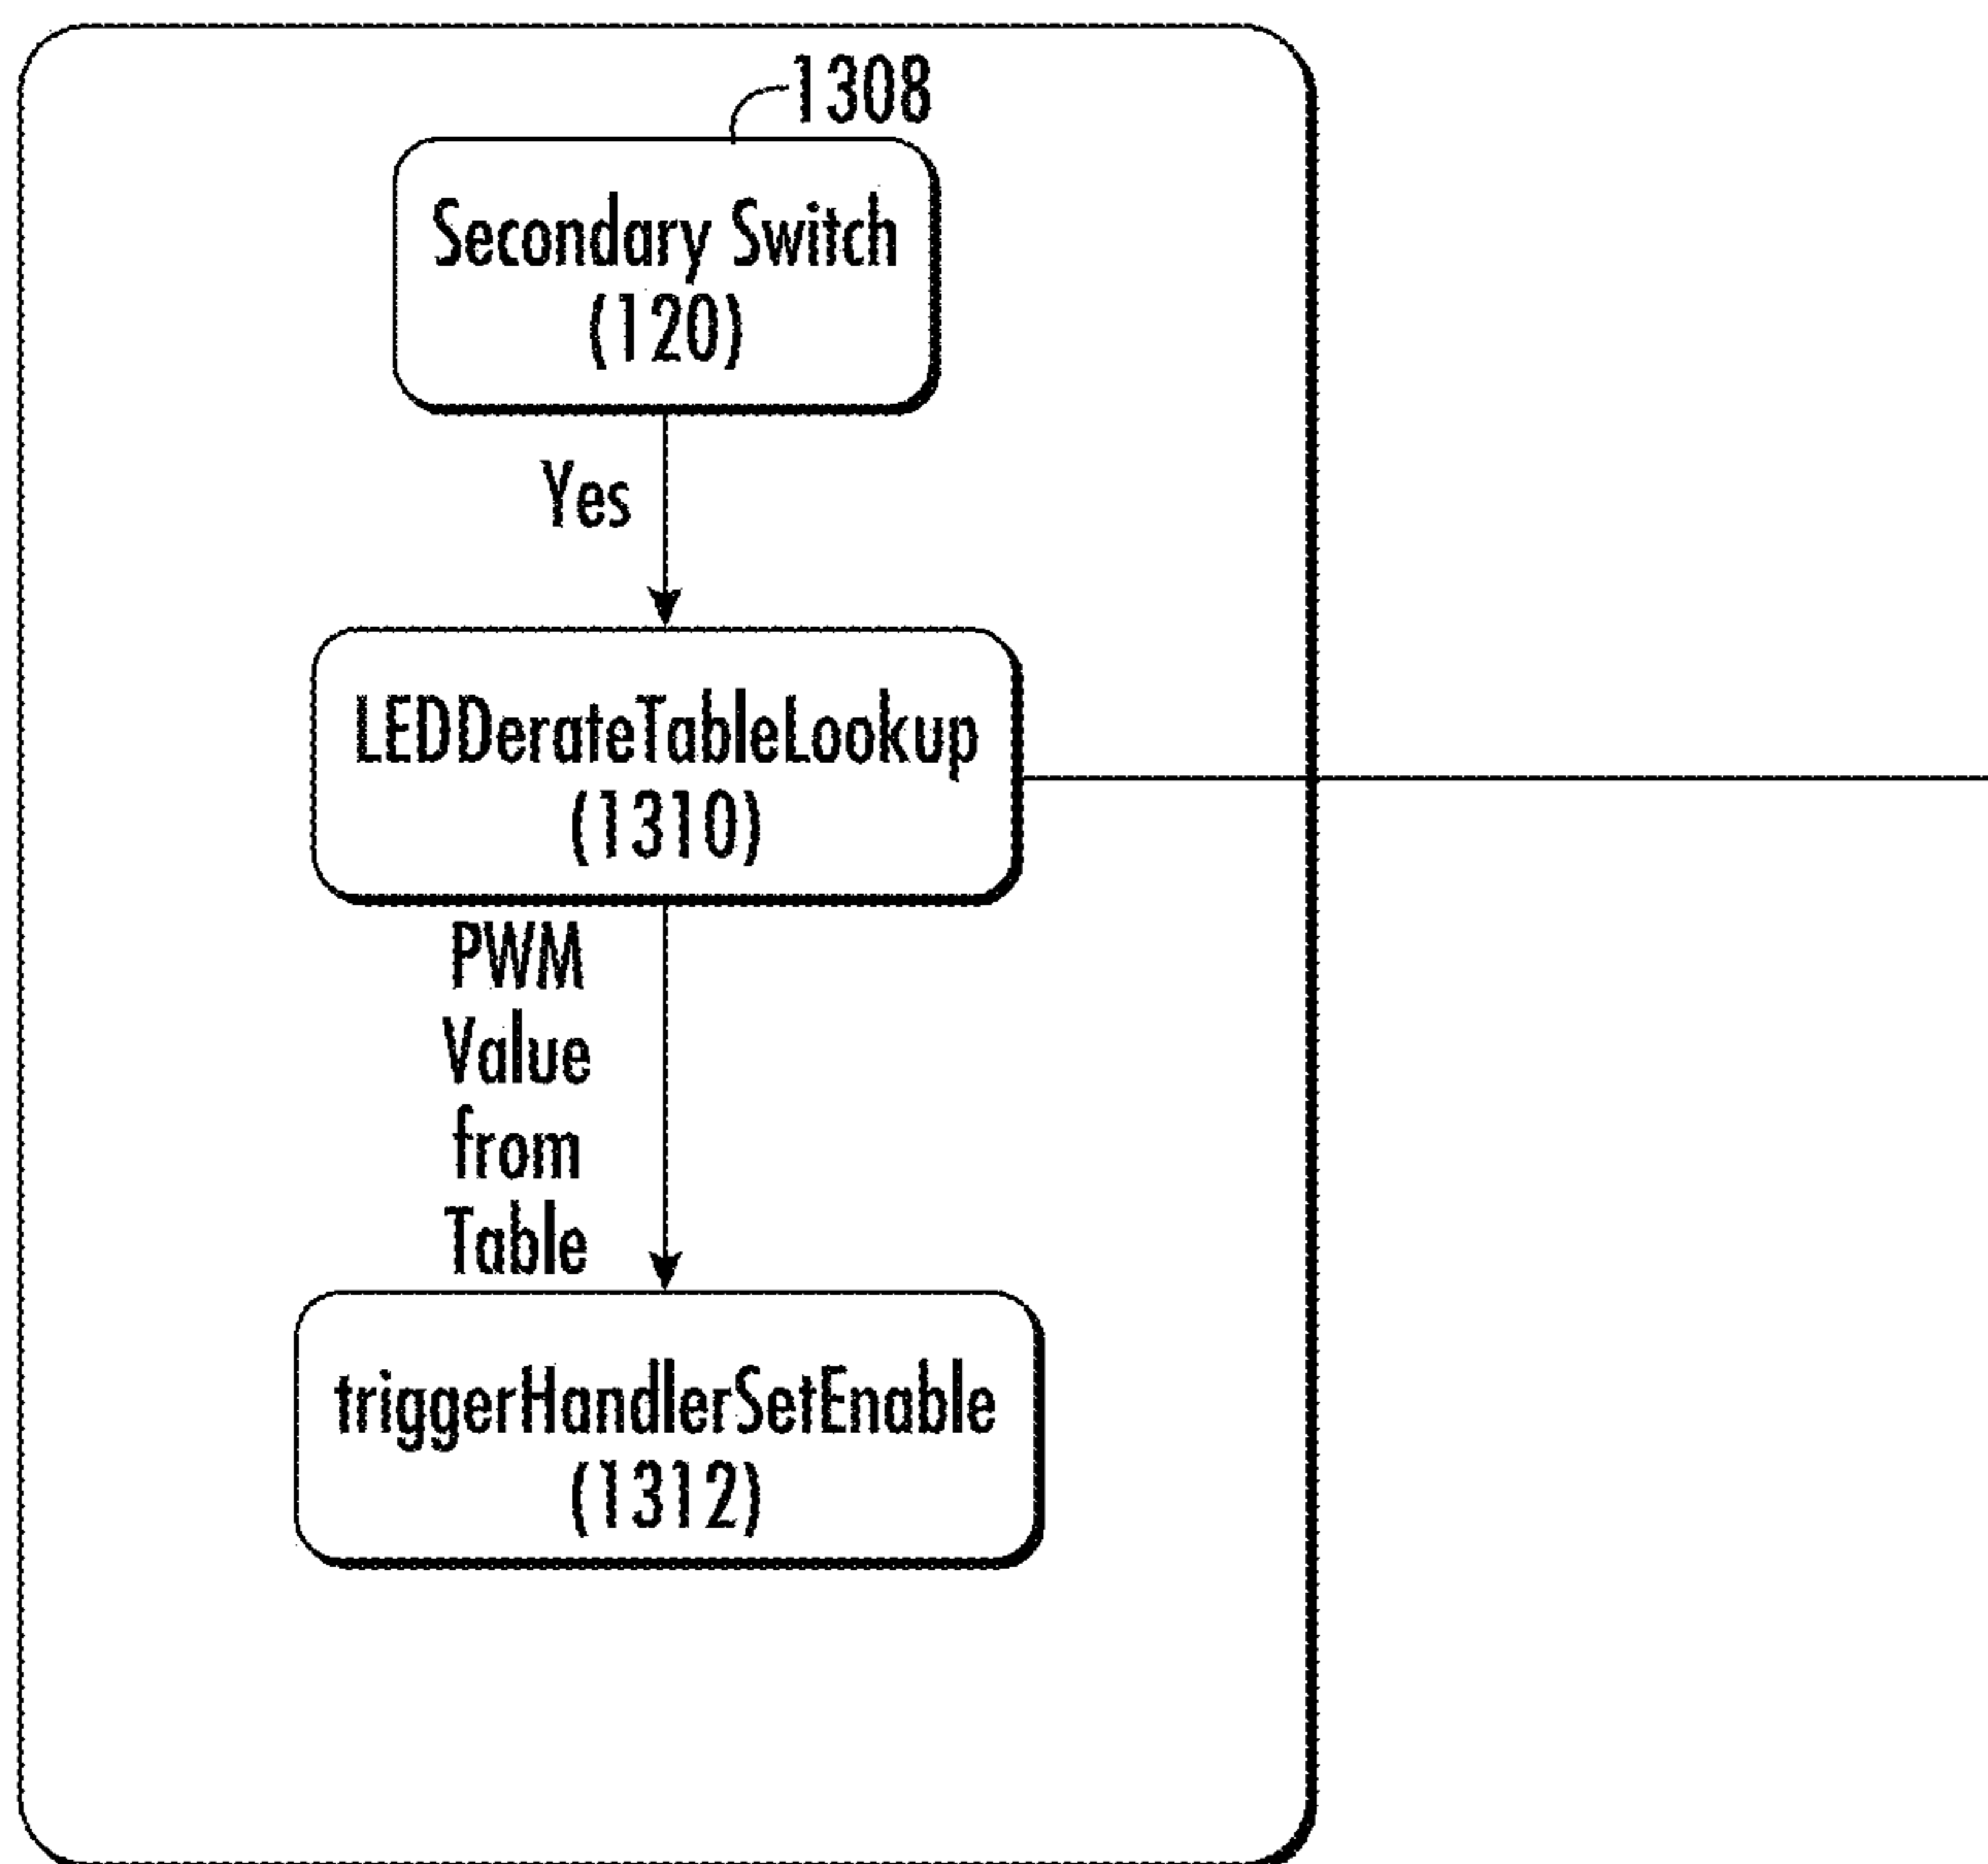 1308
Secondary Switch
(120)
Yes
LEDDerateTableLookup
(1310)
PWM
Value
from
Table
triggerHandlerSetEnable
(1312)